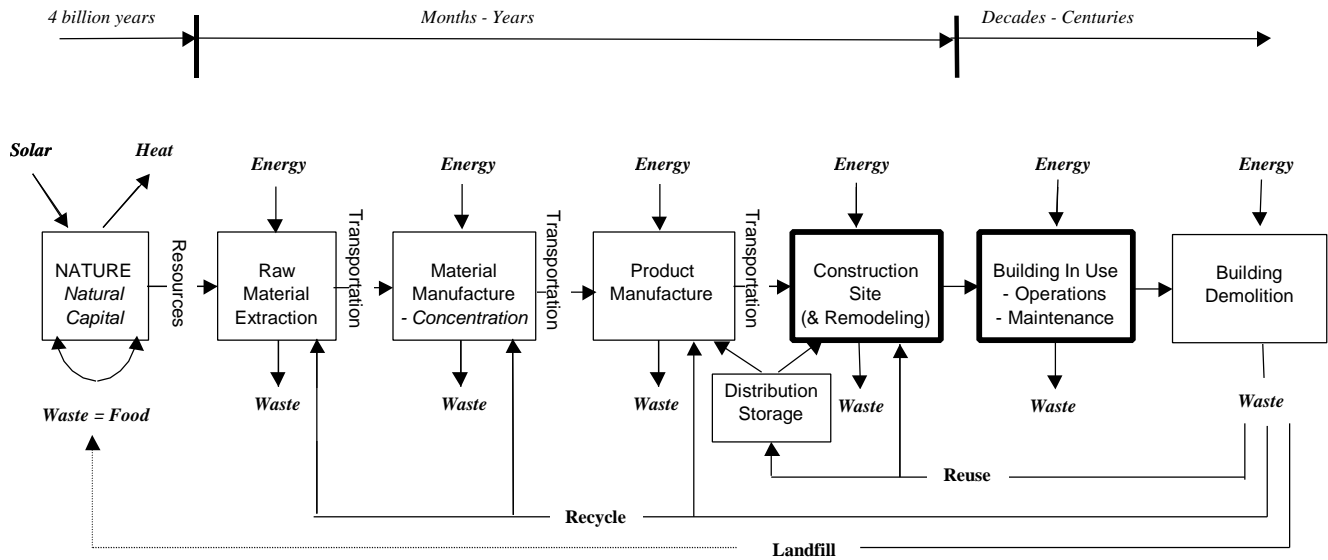 4 billion years
Months - Years
Decades - Centuries
Solar
Heat
Energy
Energy
Energy
Energy
Energy
Energy
NATURE
Natural
Capital
Resources
Raw
Material
Extraction
Transportation
Material
Manufacture
- Concentration
Transportation
Product
Manufacture
Transportation
Construction
Site
(& Remodeling)
Building In Use
- Operations
- Maintenance
Building
Demolition
Waste = Food
Waste
Waste
Waste
Distribution
Storage
Waste
Waste
Waste
Reuse
Recycle
Landfill